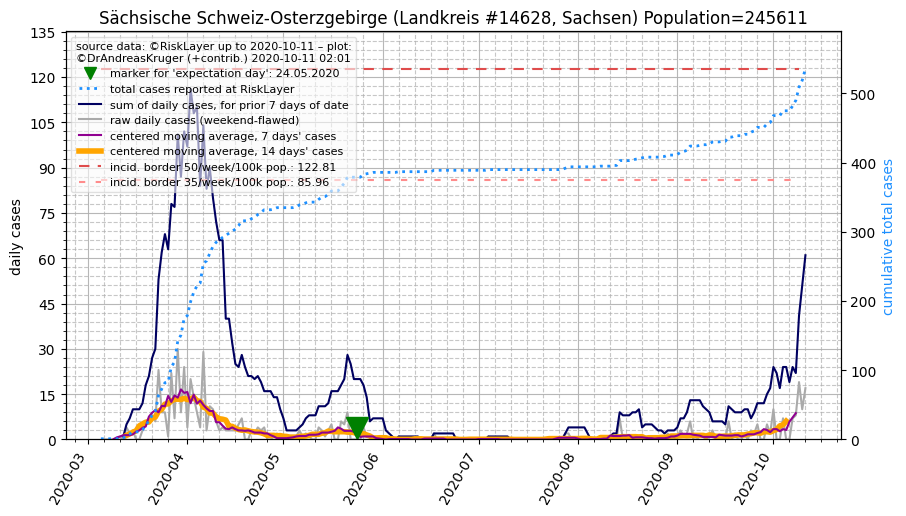 Sächsische Schweiz-Osterzgebirge (Landkreis #14628, Sachsen) Population=245611
source data: ©RiskLayer up to 2020-10-11 – plot:
©DrAndreasKruger (+contrib.) 2020-10-11 02:01
marker for 'expectation day': 24.05.2020
total cases reported at RiskLayer
sum of daily cases, for prior 7 days of date
raw daily cases (weekend-flawed)
centered moving average, 7 days' cases
centered moving average, 14 days' cases
incid. border 50/week/100k pop.: 122.81
incid. border 35/week/100k pop.: 85.96
daily cases
135
120
105
90
75
60
45
30
15
0
cumulative total cases
500
400
300
200
100
0
2020-03
2020-04
2020-05
2020-06
2020-07
2020-08
2020-09
2020-10